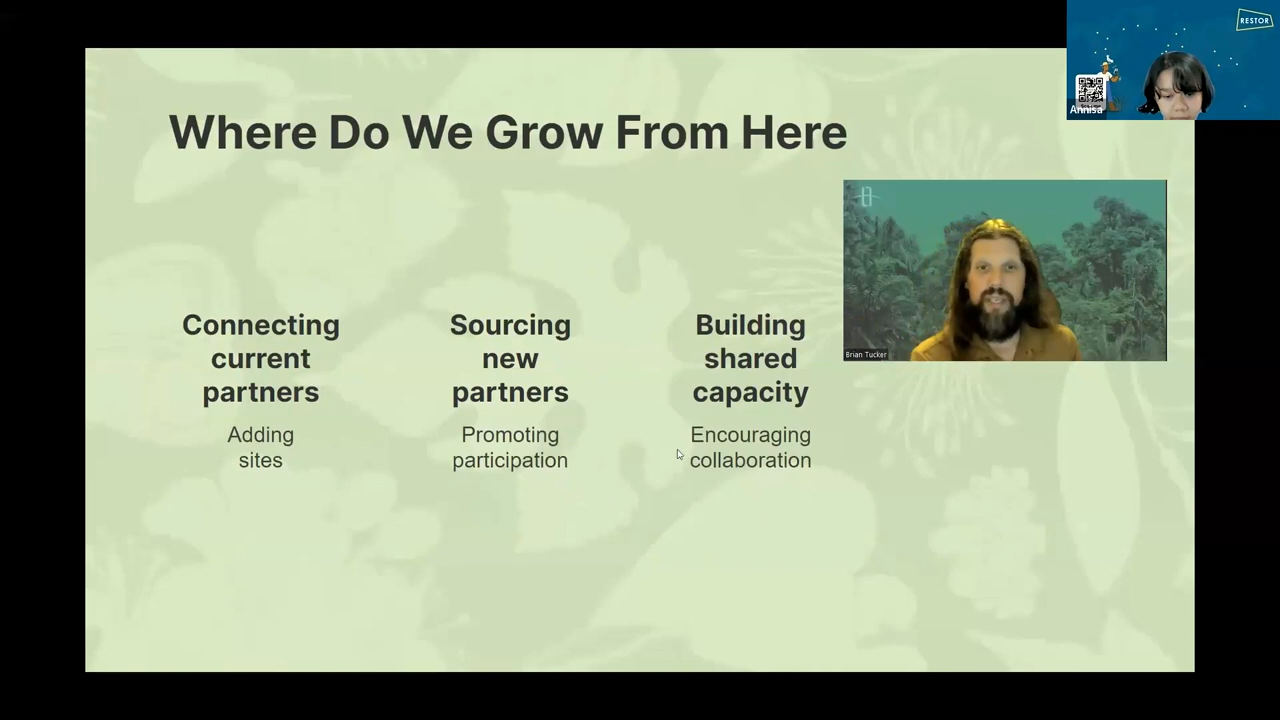 RESTOR
Annisa
Where Do We Grow From Here
Connecting
current
partners
Adding
sites
Sourcing
new
partners
Promoting
participation
Building
shared
capacity
Encouraging
collaboration
Brian Tucker